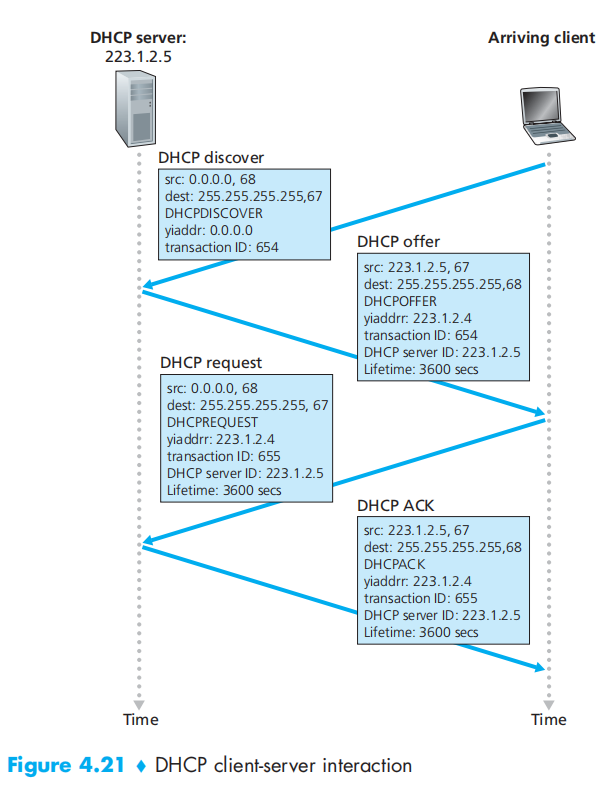 DHCP server:
223.1.2.5
Arriving client
DHCP discover
src: 0.0.0.0, 68
dest: 255.255.255.255,67
DHCPDISCOVER
yiaddr: 0.0.0.0
transaction ID: 654
DHCP offer
src: 223.1.2.5, 67
dest: 255.255.255.255,68
DHCPOFFER
yiaddrr: 223.1.2.4
transaction ID: 654
DHCP server ID: 223.1.2.5
Lifetime: 3600 secs
DHCP request
src: 0.0.0.0, 68
dest: 255.255.255.255, 67
DHCPREQUEST
yiaddrr: 223.1.2.4
transaction ID: 655
DHCP server ID: 223.1.2.5
Lifetime: 3600 secs
DHCP ACK
src: 223.1.2.5, 67
dest: 255.255.255.255,68
DHCPACK
yiaddrr: 223.1.2.4
transaction ID: 655
DHCP server ID: 223.1.2.5
Lifetime: 3600 secs
Time
Time
Figure 4.21 ♦ DHCP client-server interaction